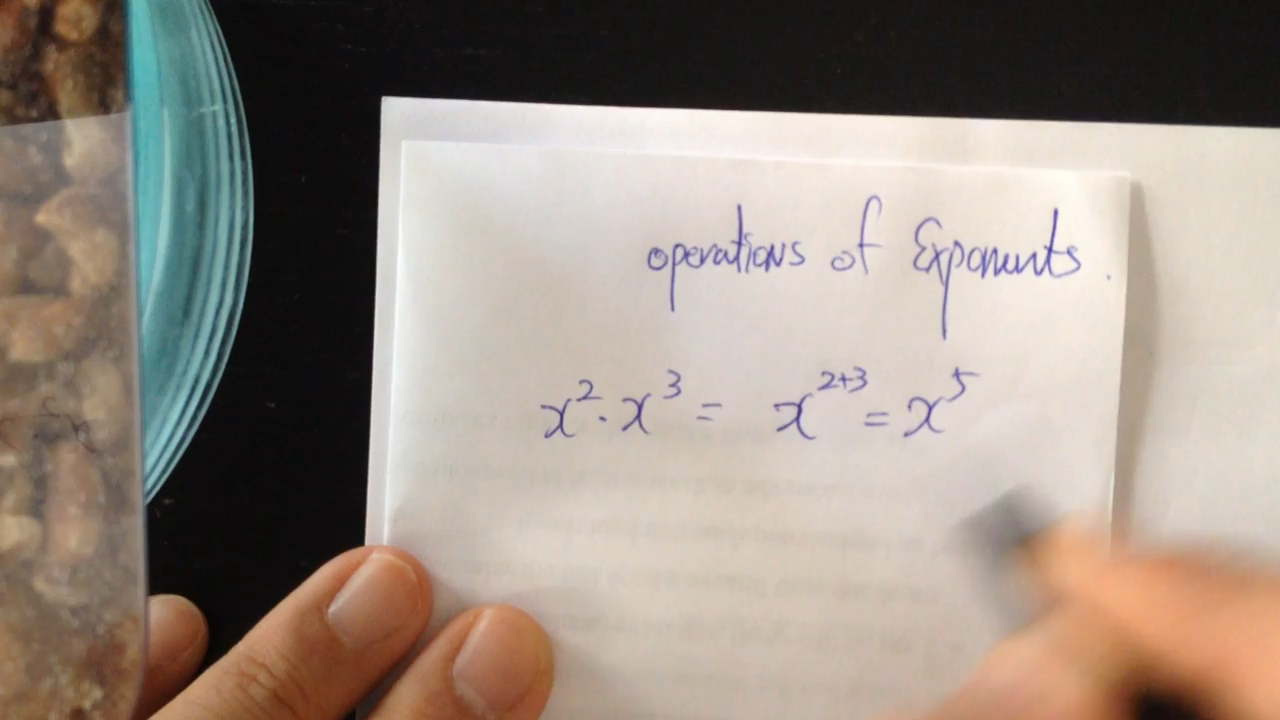 operations of Exponents.
x² · x³ = x²⁺³ = x⁵